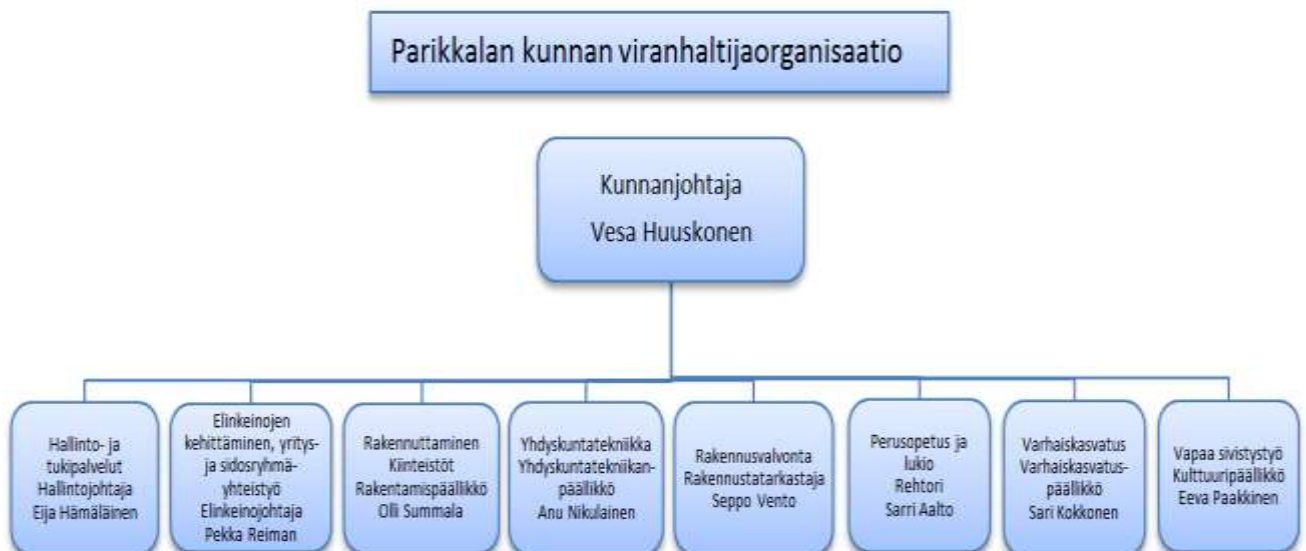 Parikkalan kunnan viranhaltijaorganisaatio
Kunnanjohtaja
Vesa Huuskonen
Hallinto- ja
tukipalvelut
Hallintojohtaja
Eija Hämäläinen
Elinkeinojen
kehittäminen, yritys-
ja sidosryhmä-
yhteistyö
Elinkeinojohtaja
Pekka Reiman
Rakennuttaminen
Kiinteistöt
Rakentamispäällikkö
Olli Summala
Yhdyskuntatekniikka
Yhdyskuntatekniikan-
päällikkö
Anu Nikulainen
Rakennusvalvonta
Rakennustatarkastaja
Seppo Vento
Perusopetus ja
lukio
Rehtori
Sarri Aalto
Varhaiskasvatus
Varhaiskasvatus-
päällikkö
Sari Kokkonen
Vapaa sivistystyö
Kulttuuripäällikkö
Eeva Paakkinen